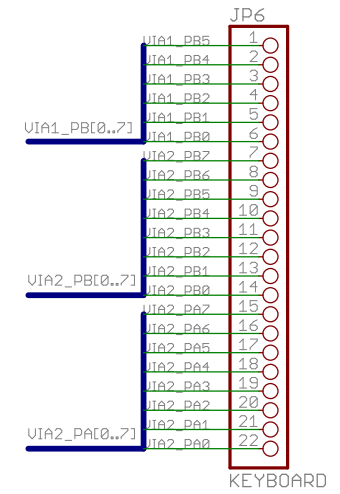 JP6
VIA1_PB5 1
VIA1_PB4 2
VIA1_PB3 3
VIA1_PB2 4
VIA1_PB1 5
VIA1_PB[0..7]
VIA1_PB0 6
VIA2_PB7 7
VIA2_PB6 8
VIA2_PB5 9
VIA2_PB4 10
VIA2_PB3 11
VIA2_PB2 12
VIA2_PB1 13
VIA2_PB[0..7]
VIA2_PB0 14
VIA2_PA7 15
VIA2_PA6 16
VIA2_PA5 17
VIA2_PA4 18
VIA2_PA3 19
VIA2_PA2 20
VIA2_PA1 21
VIA2_PA[0..7]
VIA2_PA0 22
KEYBOARD